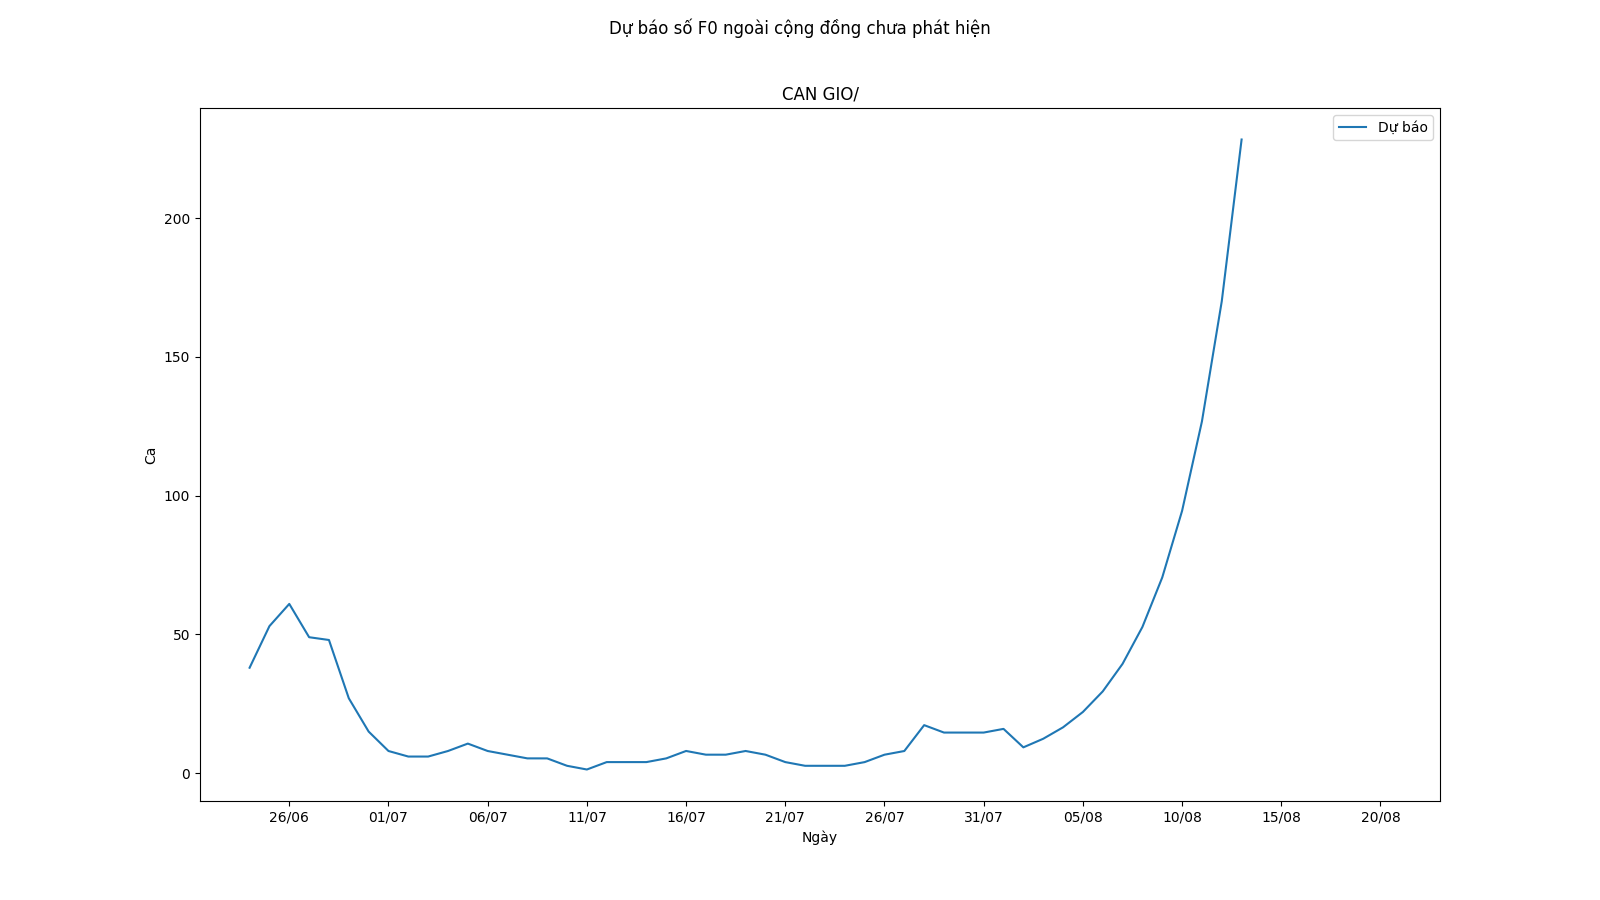 Dự báo số F0 ngoài cộng đồng chưa phát hiện
CAN GIO/
Dự báo
200
150
100
50
0
Ca
26/06 01/07 06/07 11/07 16/07 21/07 26/07 31/07 05/08 10/08 15/08 20/08
Ngày